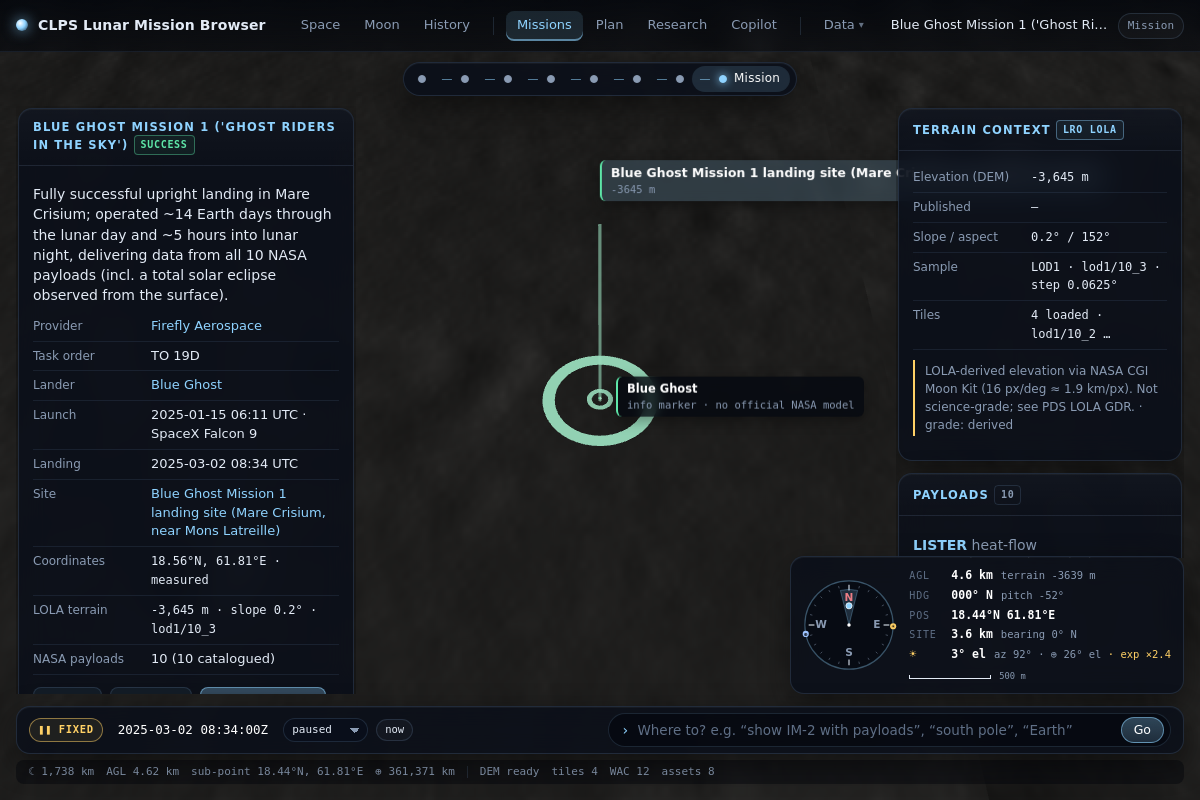 CLPS Lunar Mission Browser
Space Moon History Missions Plan Research Copilot Data ▾ Blue Ghost Mission 1 ('Ghost Ri… Mission
Mission
BLUE GHOST MISSION 1 ('GHOST RIDERS
IN THE SKY') SUCCESS
Fully successful upright landing in Mare
Crisium; operated ~14 Earth days through
the lunar day and ~5 hours into lunar
night, delivering data from all 10 NASA
payloads (incl. a total solar eclipse
observed from the surface).
Provider Firefly Aerospace
Task order TO 19D
Lander Blue Ghost
Launch 2025-01-15 06:11 UTC ·
SpaceX Falcon 9
Landing 2025-03-02 08:34 UTC
Site Blue Ghost Mission 1
landing site (Mare Crisium,
near Mons Latreille)
Coordinates 18.56°N, 61.81°E ·
measured
LOLA terrain -3,645 m · slope 0.2° ·
lod1/10_3
NASA payloads 10 (10 catalogued)
Blue Ghost Mission 1 landing site (Mare
-3645 m
Blue Ghost
info marker · no official NASA model
TERRAIN CONTEXT LRO LOLA
Elevation (DEM) -3,645 m
Published —
Slope / aspect 0.2° / 152°
Sample LOD1 · lod1/10_3 ·
step 0.0625°
Tiles 4 loaded ·
lod1/10_2 …
LOLA-derived elevation via NASA CGI
Moon Kit (16 px/deg ≈ 1.9 km/px). Not
science-grade; see PDS LOLA GDR. ·
grade: derived
PAYLOADS 10
LISTER heat-flow
N
W E
S
AGL 4.6 km terrain -3639 m
HDG 000° N pitch -52°
POS 18.44°N 61.81°E
SITE 3.6 km bearing 0° N
☀ 3° el az 92° · ⊕ 26° el · exp ×2.4
500 m
❚❚ FIXED 2025-03-02 08:34:00Z paused now
› Where to? e.g. “show IM-2 with payloads”, “south pole”, “Earth” Go
☾ 1,738 km AGL 4.62 km sub-point 18.44°N, 61.81°E ⊕ 361,371 km DEM ready tiles 4 WAC 12 assets 8